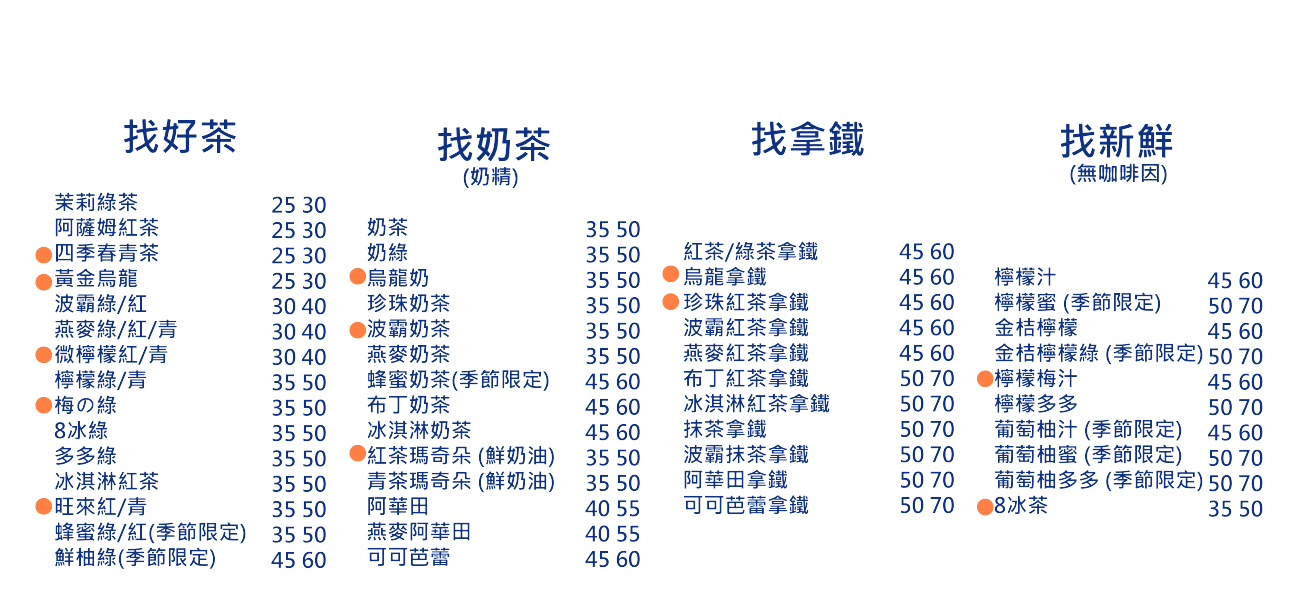 找好茶
茉莉綠茶 25 30
阿薩姆紅茶 25 30
四季春青茶 25 30
黃金烏龍 25 30
波霸綠/紅 30 40
燕麥綠/紅/青 30 40
微檸檬紅/青 30 40
檸檬綠/青 35 50
梅の綠 35 50
8冰綠 35 50
多多綠 35 50
冰淇淋紅茶 35 50
旺來紅/青 35 50
蜂蜜綠/紅(季節限定) 35 50
鮮柚綠(季節限定) 45 60
找奶茶
(奶精)
奶茶 35 50
奶綠 35 50
烏龍奶 35 50
珍珠奶茶 35 50
波霸奶茶 35 50
燕麥奶茶 35 50
蜂蜜奶茶(季節限定) 45 60
布丁奶茶 45 60
冰淇淋奶茶 45 60
紅茶瑪奇朵 (鮮奶油) 35 50
青茶瑪奇朵 (鮮奶油) 35 50
阿華田 40 55
燕麥阿華田 40 55
可可芭蕾 45 60
找拿鐵
紅茶/綠茶拿鐵 45 60
烏龍拿鐵 45 60
珍珠紅茶拿鐵 45 60
波霸紅茶拿鐵 45 60
燕麥紅茶拿鐵 45 60
布丁紅茶拿鐵 50 70
冰淇淋紅茶拿鐵 50 70
抹茶拿鐵 50 70
波霸抹茶拿鐵 50 70
阿華田拿鐵 50 70
可可芭蕾拿鐵 50 70
找新鮮
(無咖啡因)
檸檬汁 45 60
檸檬蜜 (季節限定) 50 70
金桔檸檬 45 60
金桔檸檬綠 (季節限定) 50 70
檸檬梅汁 45 60
檸檬多多 50 70
葡萄柚汁 (季節限定) 45 60
葡萄柚蜜 (季節限定) 50 70
葡萄柚多多 (季節限定) 50 70
8冰茶 35 50